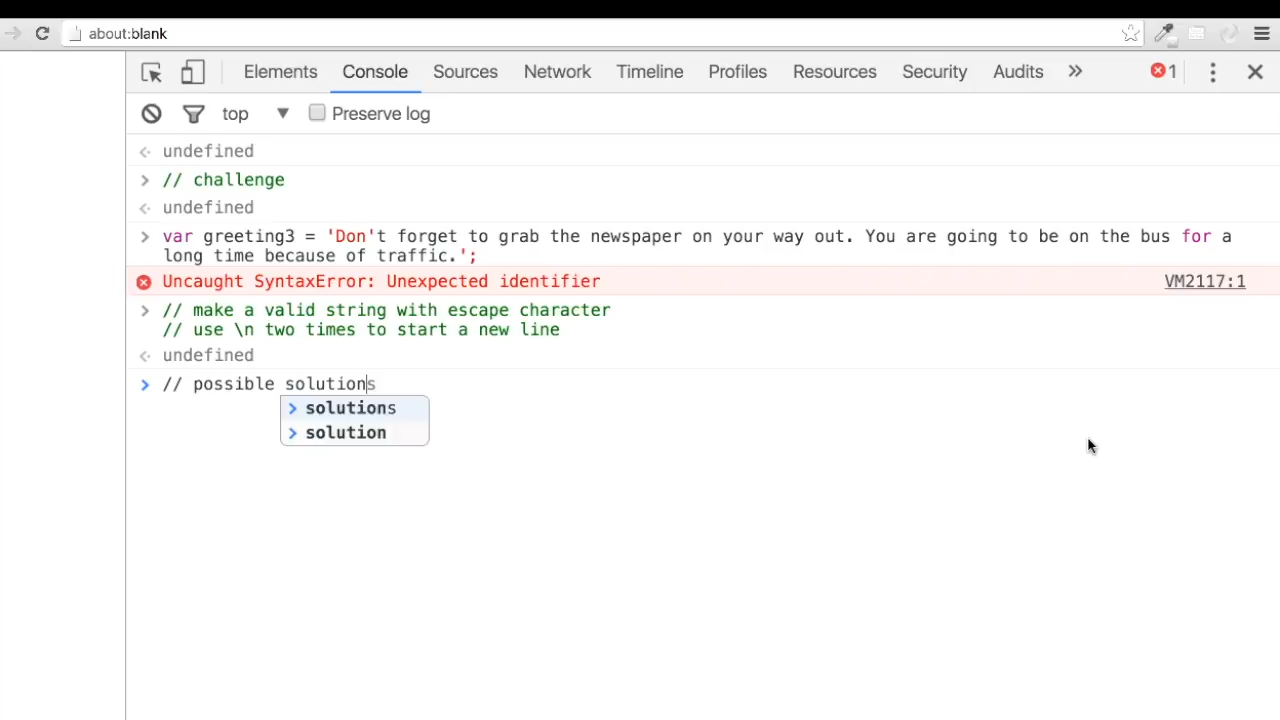 about:blank
Elements Console Sources Network Timeline Profiles Resources Security Audits » 1
top Preserve log
undefined
// challenge
undefined
var greeting3 = 'Don't forget to grab the newspaper on your way out. You are going to be on the bus for a
long time because of traffic.';
Uncaught SyntaxError: Unexpected identifier VM2117:1
// make a valid string with escape character
// use \n two times to start a new line
undefined
// possible solutions
solutions
solution